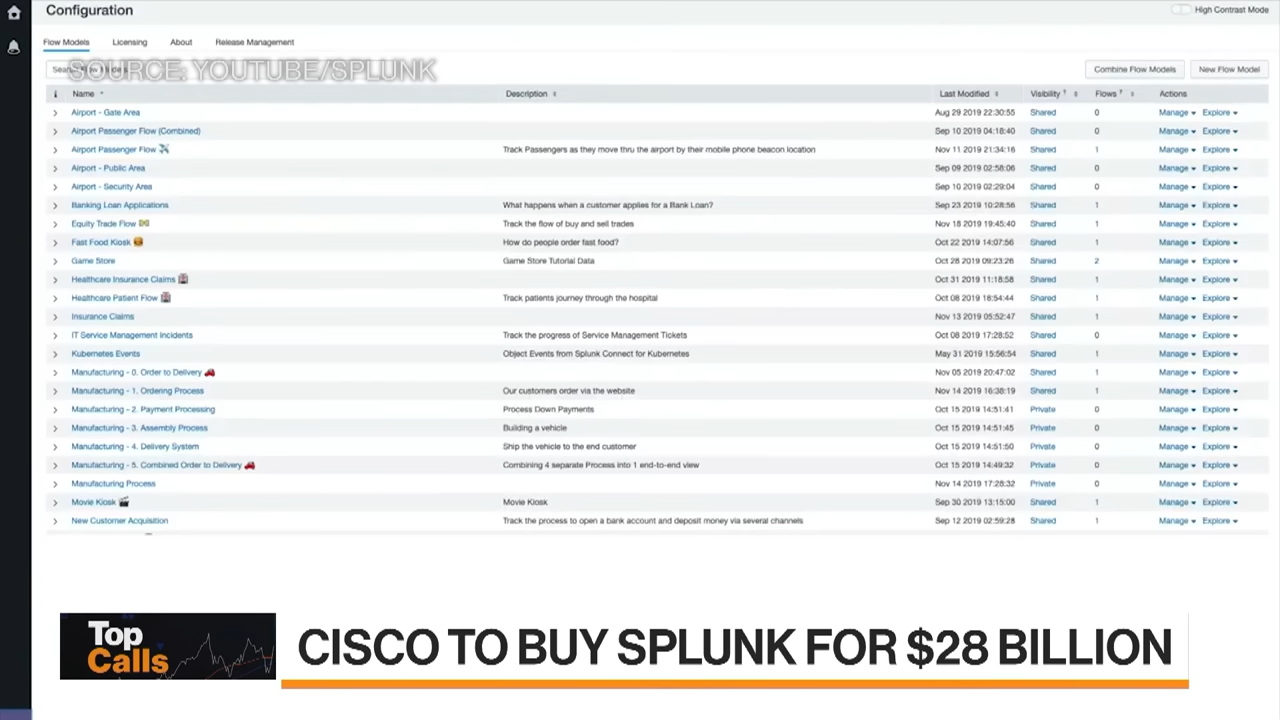 Configuration
High Contrast Mode
Flow Models Licensing About Release Management
SOURCE: YOUTUBE/SPLUNK
Combine Flow Models New Flow Model
i Name Description Last Modified Visibility Flows Actions
Airport - Gate Area Aug 29 2019 22:30:55 Shared 0 Manage Explore
Airport Passenger Flow (Combined) Sep 10 2019 04:18:40 Shared 0 Manage Explore
Airport Passenger Flow ✈️ Track Passengers as they move thru the airport by their mobile phone beacon location Nov 11 2019 21:34:16 Shared 1 Manage Explore
Airport - Public Area Sep 09 2019 02:58:06 Shared 0 Manage Explore
Airport - Security Area Sep 10 2019 02:29:04 Shared 0 Manage Explore
Banking Loan Applications What happens when a customer applies for a Bank Loan? Sep 23 2019 10:28:56 Shared 1 Manage Explore
Equity Trade Flow Track the flow of buy and sell trades Nov 18 2019 19:45:40 Shared 1 Manage Explore
Fast Food Kiosk 🍔 How do people order fast food? Oct 22 2019 14:07:56 Shared 1 Manage Explore
Game Store Game Store Tutorial Data Oct 28 2019 09:23:26 Shared 2 Manage Explore
Healthcare Insurance Claims 🏥 Oct 31 2019 11:18:58 Shared 1 Manage Explore
Healthcare Patient Flow 🏥 Track patients journey through the hospital Oct 08 2019 18:54:44 Shared 1 Manage Explore
Insurance Claims Nov 13 2019 05:52:47 Shared 1 Manage Explore
IT Service Management Incidents Track the progress of Service Management Tickets Oct 08 2019 17:28:52 Shared 0 Manage Explore
Kubernetes Events Object Events from Splunk Connect for Kubernetes May 31 2019 15:56:54 Shared 1 Manage Explore
Manufacturing - 0. Order to Delivery 🚗 Nov 05 2019 20:47:02 Shared 1 Manage Explore
Manufacturing - 1. Ordering Process Our customers order via the website Nov 14 2019 16:38:19 Shared 1 Manage Explore
Manufacturing - 2. Payment Processing Process Down Payments Oct 15 2019 14:51:41 Private 0 Manage Explore
Manufacturing - 3. Assembly Process Building a vehicle Oct 15 2019 14:51:45 Private 0 Manage Explore
Manufacturing - 4. Delivery System Ship the vehicle to the end customer Oct 15 2019 14:51:50 Private 0 Manage Explore
Manufacturing - 5. Combined Order to Delivery 🚗 Combining 4 separate Process into 1 end-to-end view Oct 15 2019 14:49:32 Private 0 Manage Explore
Manufacturing Process Nov 14 2019 17:28:32 Private 0 Manage Explore
Movie Kiosk 🎬 Movie Kiosk Sep 30 2019 13:15:00 Shared 1 Manage Explore
New Customer Acquisition Track the process to open a bank account and deposit money via several channels Sep 12 2019 02:59:28 Shared 1 Manage Explore
Top
Calls
CISCO TO BUY SPLUNK FOR $28 BILLION